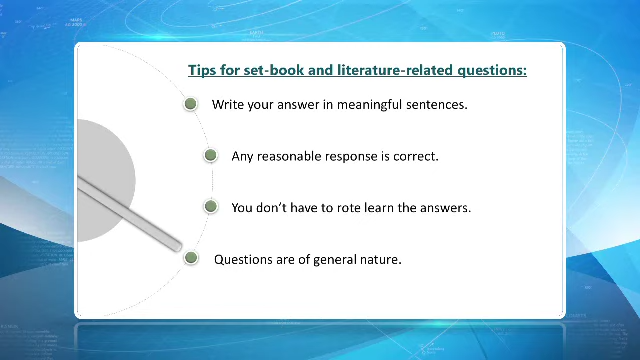 Tips for set-book and literature-related questions:
Write your answer in meaningful sentences.
Any reasonable response is correct.
You don't have to rote learn the answers.
Questions are of general nature.